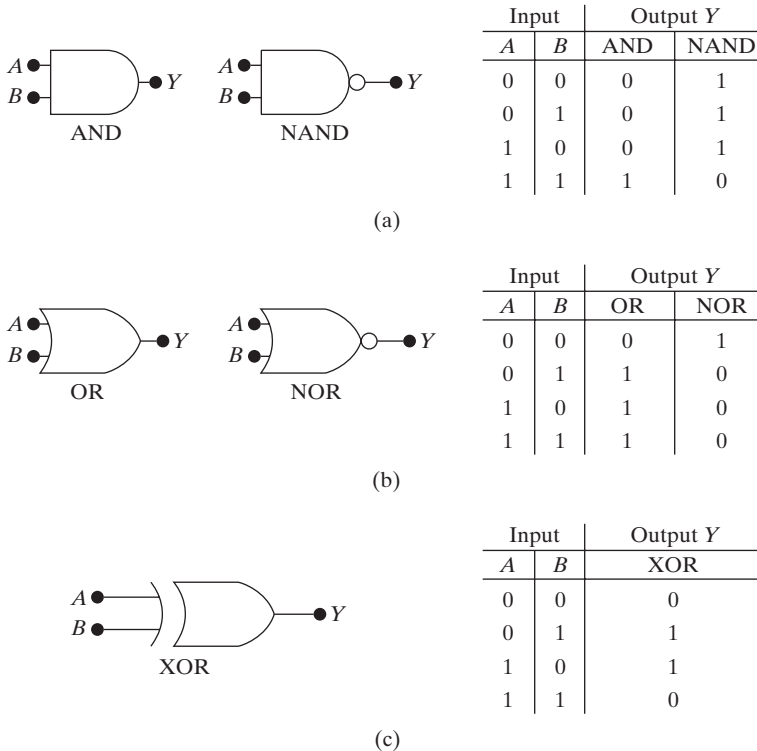 Input Output Y
A B AND NAND
A Y A Y
B B
AND NAND
0 0 0 1
0 1 0 1
1 0 0 1
1 1 1 0
(a)
Input Output Y
A B OR NOR
A Y A Y
B B
OR NOR
0 0 0 1
0 1 1 0
1 0 1 0
1 1 1 0
(b)
Input Output Y
A B XOR
A Y
B
XOR
0 0 0
0 1 1
1 0 1
1 1 0
(c)